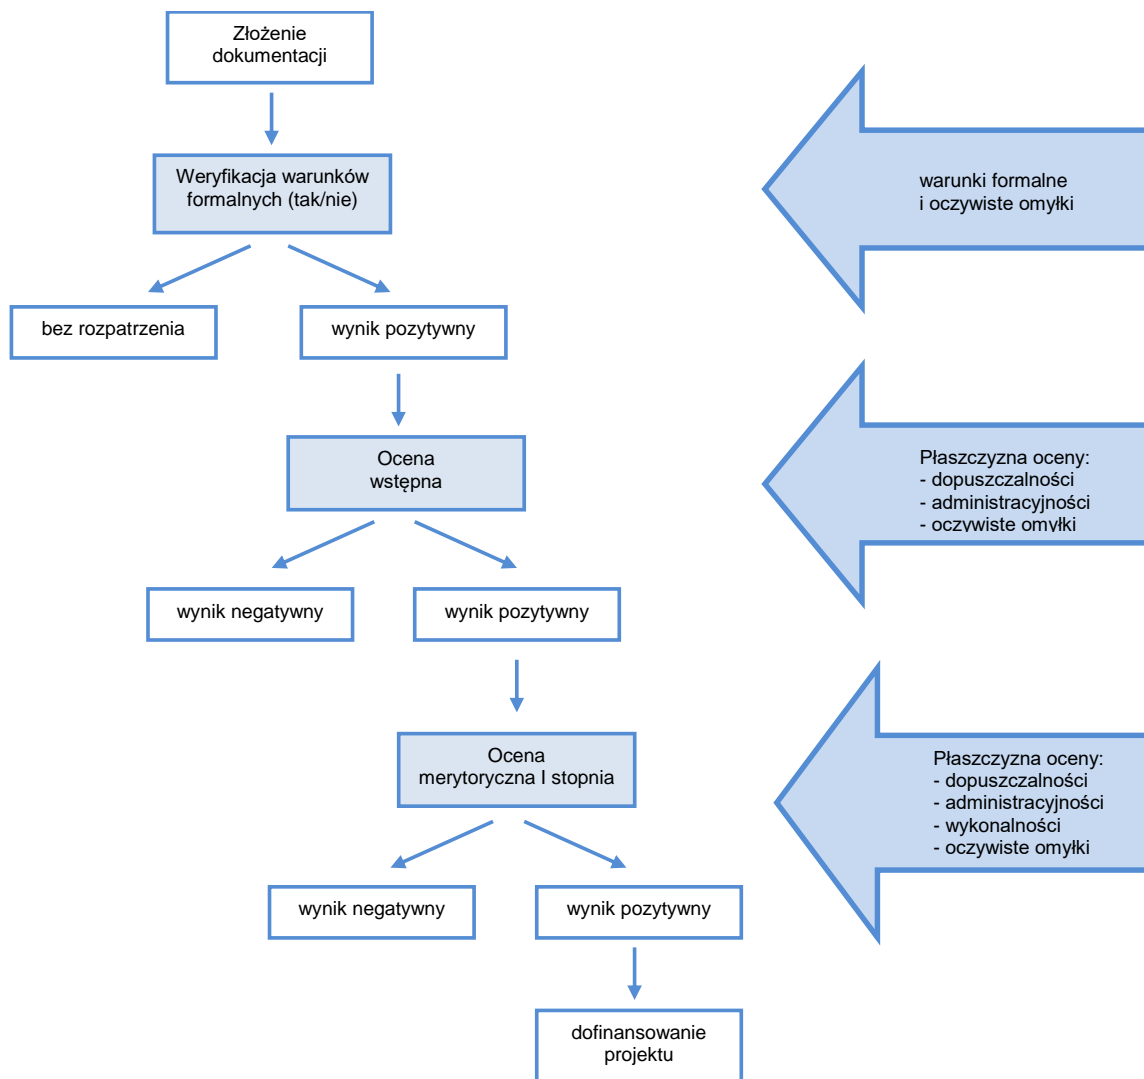 Złożenie
dokumentacji
Weryfikacja warunków
formalnych (tak/nie)
warunki formalne
i oczywiste omyłki
bez rozpatrzenia
wynik pozytywny
Ocena
wstępna
Płaszczyzna oceny:
- dopuszczalności
- administracyjności
- oczywiste omyłki
wynik negatywny
wynik pozytywny
Ocena
merytoryczna I stopnia
Płaszczyzna oceny:
- dopuszczalności
- administracyjności
- wykonalności
- oczywiste omyłki
wynik negatywny
wynik pozytywny
dofinansowanie
projektu